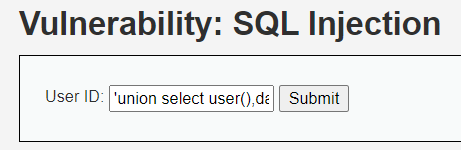 Vulnerability: SQL Injection
User ID: 'union select user(),da Submit